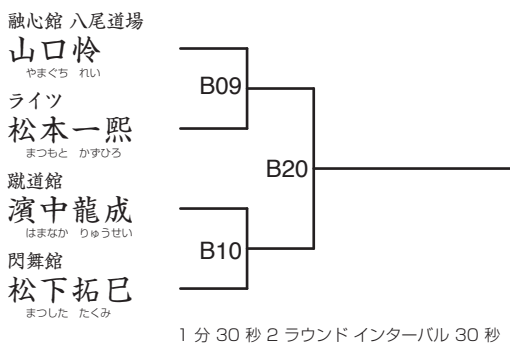 融心館 八尾道場
山口怜
やまぐち れい
B09
ライツ
松本一熙
まつもと かずひろ
B20
蹴道館
濱中龍成
はまなか りゅうせい
B10
閃舞館
松下拓巳
まつした たくみ
1 分 30 秒 2 ラウンド インターバル 30 秒